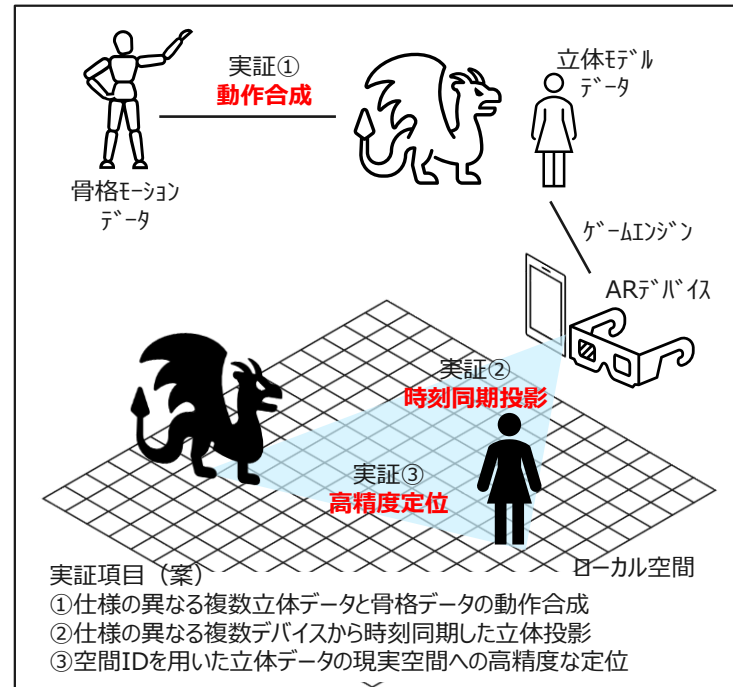 実証①
動作合成
立体ﾓﾃﾞﾙ
ﾃﾞｰﾀ
骨格ﾓｰｼｮﾝ
ﾃﾞｰﾀ
ｹﾞｰﾑｴﾝｼﾞﾝ
ARﾃﾞﾊﾞｲｽ
実証②
時刻同期投影
実証③
高精度定位
ﾛｰｶﾙ空間
実証項目（案）
①仕様の異なる複数立体データと骨格データの動作合成
②仕様の異なる複数デバイスから時刻同期した立体投影
③空間IDを用いた立体データの現実空間への高精度な定位